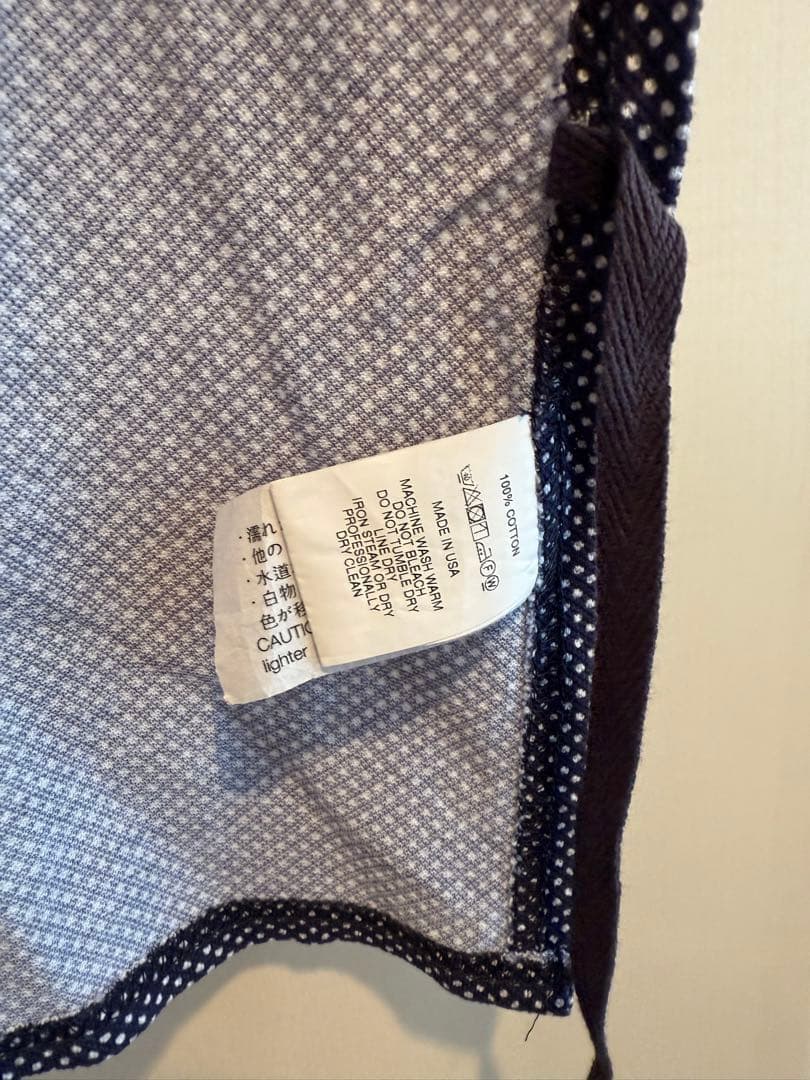 100% COTTON
F W
MADE IN USA
MACHINE WASH WARM
DO NOT BLEACH
DO NOT TUMBLE DRY
LINE DRY
IRON STEAM OR DRY
PROFESSIONALLY
DRY CLEAN
・濡れ
・他の
・水道
・白物
色が移
CAUTIO
lighter